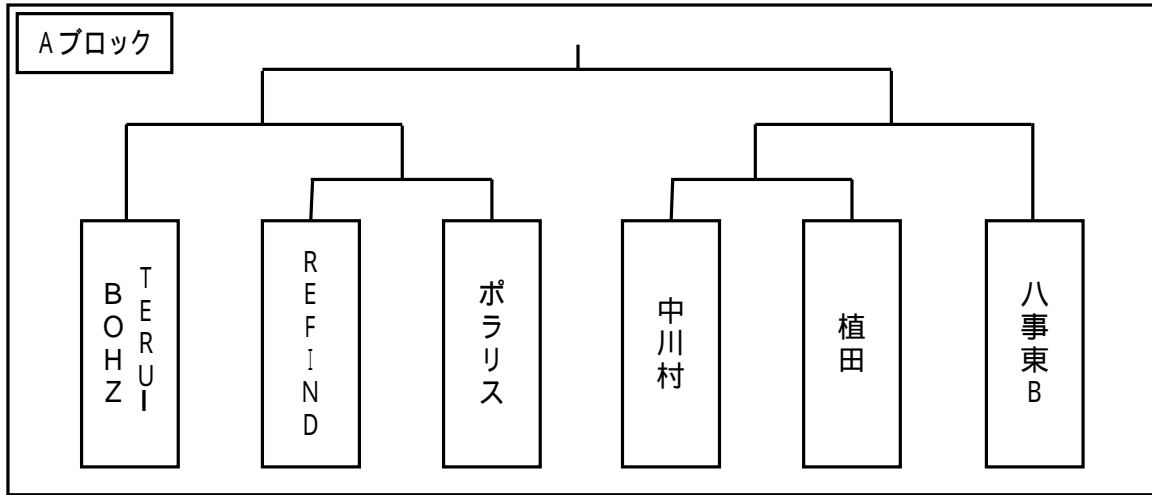 Aブロック
TERUI
BOHZ
REFIND
ポラリス
中川村
植田
八事東B